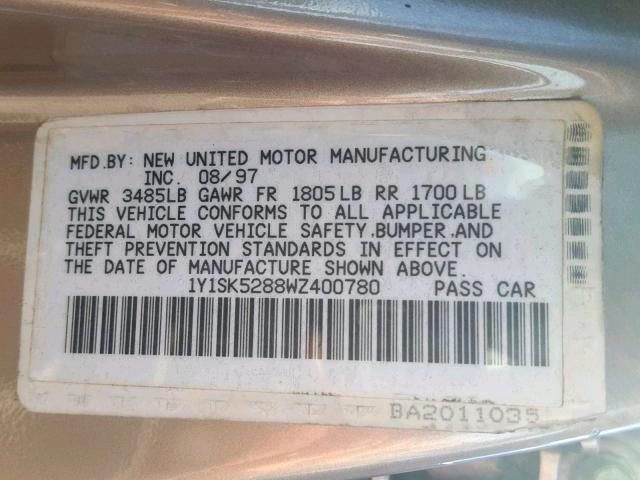 MFD.BY: NEW UNITED MOTOR MANUFACTURING
INC. 08/97
GVWR 3485LB GAWR FR 1805LB RR 1700LB
THIS VEHICLE CONFORMS TO ALL APPLICABLE
FEDERAL MOTOR VEHICLE SAFETY.BUMPER.AND
THEFT PREVENTION STANDARDS IN EFFECT ON
THE DATE OF MANUFACTURE SHOWN ABOVE.
1Y1SK5288WZ400780 PASS CAR
BA2011035